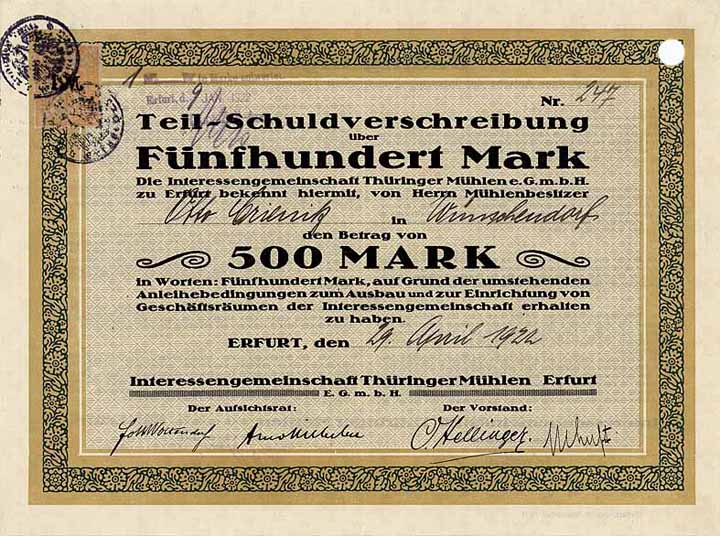 Nr. 247
Teil-Schuldverschreibung
über
Fünfhundert Mark
Die Interessengemeinschaft Thüringer Mühlen e. G. m. b. H.
zu Erfurt bekennt hiermit, von Herrn Mühlenbesitzer
Otto in Wünschendorf
den Betrag von
500 MARK
in Worten: Fünfhundert Mark, auf Grund der umstehenden
Anleihebedingungen zum Ausbau und zur Einrichtung von
Geschäftsräumen der Interessengemeinschaft erhalten
zu haben.
ERFURT, den 29. April 1922
Interessengemeinschaft Thüringer Mühlen Erfurt
E. G. m. b. H.
Der Aufsichtsrat: Der Vorstand:
O. Hellinger